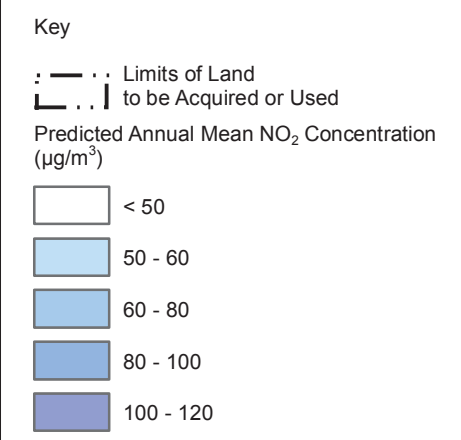 Key
Limits of Land
to be Acquired or Used
Predicted Annual Mean NO₂ Concentration
(µg/m³)
< 50
50 - 60
60 - 80
80 - 100
100 - 120